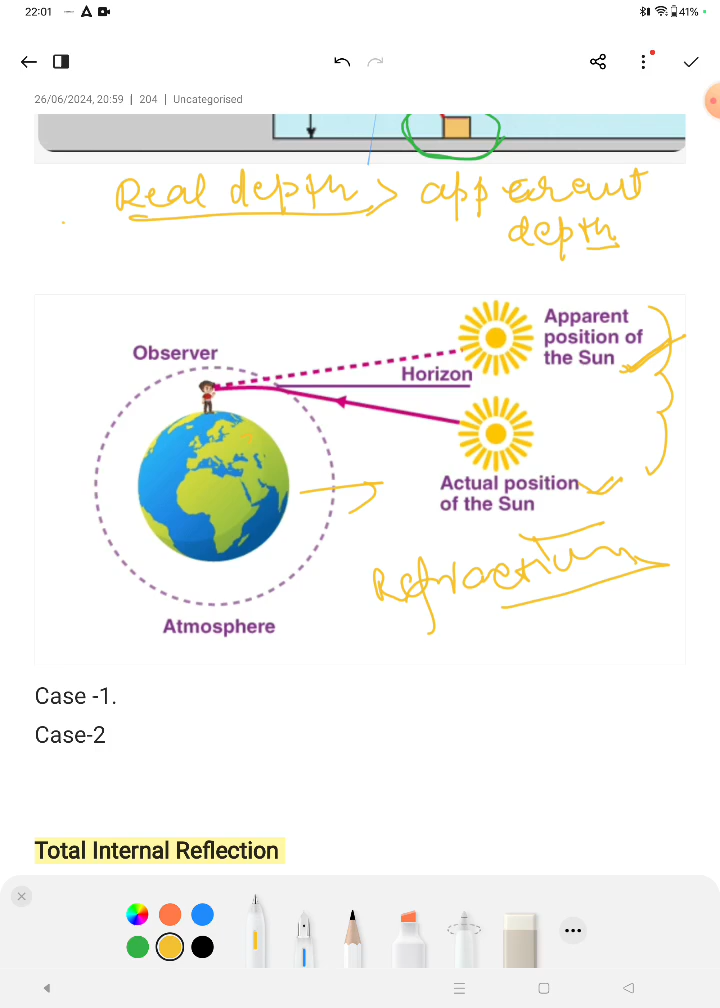 22:01
41%
26/06/2024, 20:59 | 204 | Uncategorised
Real depth > apparent
depth
Apparent
position of
the Sun
Observer
Horizon
Actual position
of the Sun
Refraction
Atmosphere
Case -1.
Case-2
Total Internal Reflection